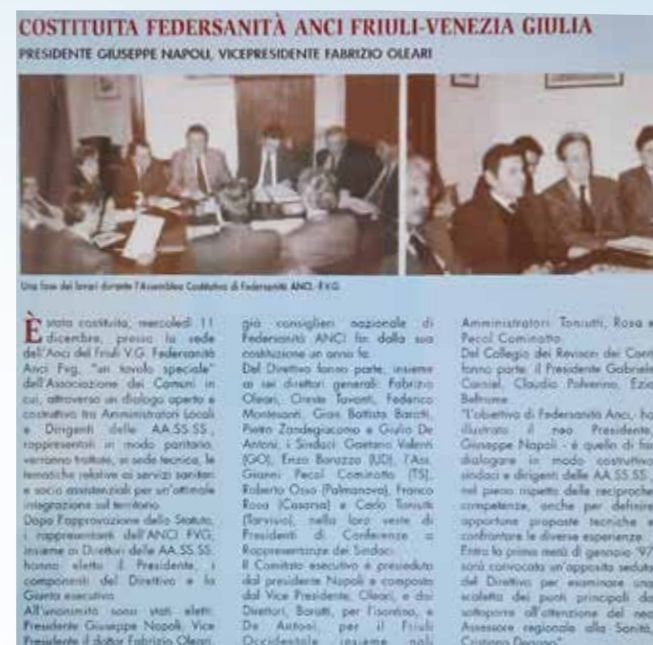 COSTITUITA FEDERSANITÀ ANCI FRIULI-VENEZIA GIULIA
PRESIDENTE GIUSEPPE NAPOLI, VICEPRESIDENTE FABRIZIO OLEARI
Una fase dei lavori durante l'Assemblea Costitutiva di Federsanità ANCI. F.V.G.
È stata costituita, mercoledì 11
dicembre, presso la sede
dell'Anci del Friuli V.G. Federsanità
Anci Fvg, "un tavolo speciale"
dell'Associazione dei Comuni in
cui, attraverso un dialogo aperto e
costruttivo tra Amministratori Locali
e Dirigenti delle AA.SS.SS.,
rappresentati in modo paritario,
verranno trattate, in sede tecnica, le
tematiche relative ai servizi sanitari
e socio assistenziali per un'ottimale
integrazione sul territorio.
Dopo l'approvazione dello Statuto,
i rappresentanti dell'ANCI FVG,
insieme ai Direttori delle AA.SS.SS.
hanno eletto il Presidente, i
componenti del Direttivo e la
Giunta esecutiva.
All'unanimità sono stati eletti:
Presidente Giuseppe Napoli, Vice
Presidente il dottor Fabrizio Oleari,
già consiglieri nazionale di
Federsanità ANCI fin dalla sua
costituzione un anno fa.
Del Direttivo fanno parte, insieme
ai sei direttori generali: Fabrizio
Oleari, Oreste Tavanti, Federico
Montesanti, Gian Battista Baratti,
Pietro Zandegiacomo e Giulio De
Antoni, i Sindaci: Gaetano Valenti
(GO), Enzo Barazza (UD), l'Ass.
Gianni Pecol Cominotto (TS),
Roberto Osso (Palmanova), Franco
Rosa (Casarsa) e Carlo Toniutti
(Tarvisio), nella loro veste di
Presidenti di Conferenze o
Rappresentanze dei Sindaci.
Il Comitato esecutivo è presieduto
dal presidente Napoli e composto
dal Vice Presidente, Oleari, e dai
Direttori, Baratti, per l'isontino, e
De Antoni, per il Friuli
Occidentale insieme agli
Amministratori Toniutti, Rosa e
Pecol Cominotto.
Del Collegio dei Revisori dei Conti
fanno parte: il Presidente Gabriele
Claudio Polverino, Ezio
Beltrame.
"L'obiettivo di Federsanità Anci, ha
illustrato il neo Presidente,
Giuseppe Napoli - è quello di far
dialogare in modo costruttivo
sindaci e dirigenti delle AA.SS.SS.,
nel pieno rispetto delle reciproche
competenze, anche per definire
opportune proposte tecniche e
confrontare le diverse esperienze.
Entro la prima metà di gennaio '97
sarà convocata un'apposita seduta
del Direttivo per esaminare una
scaletta dei punti principali da
sottoporre all'attenzione del neo
Assessore regionale alla Sanità,
Cristiano Degano".